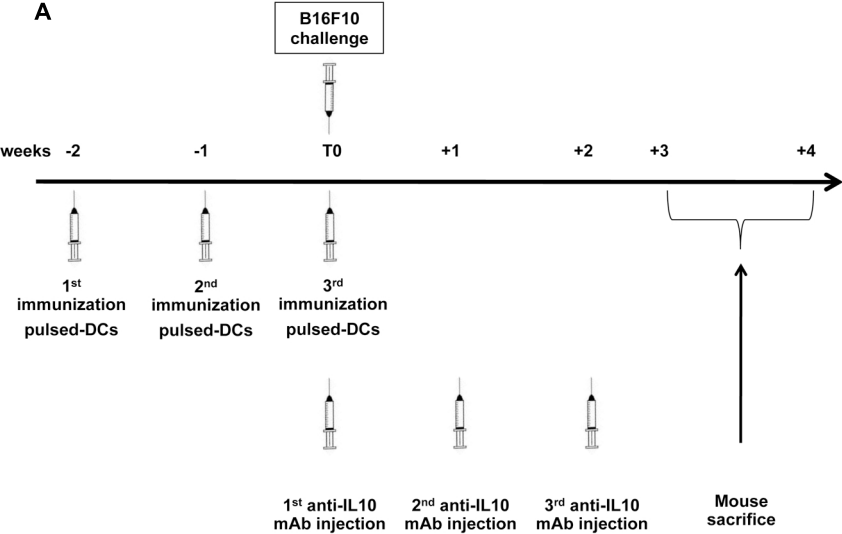 A
B16F10
challenge
weeks -2 -1 T0 +1 +2 +3 +4
1st
immunization
pulsed-DCs
2nd
immunization
pulsed-DCs
3rd
immunization
pulsed-DCs
1st anti-IL10
mAb injection
2nd anti-IL10
mAb injection
3rd anti-IL10
mAb injection
Mouse
sacrifice